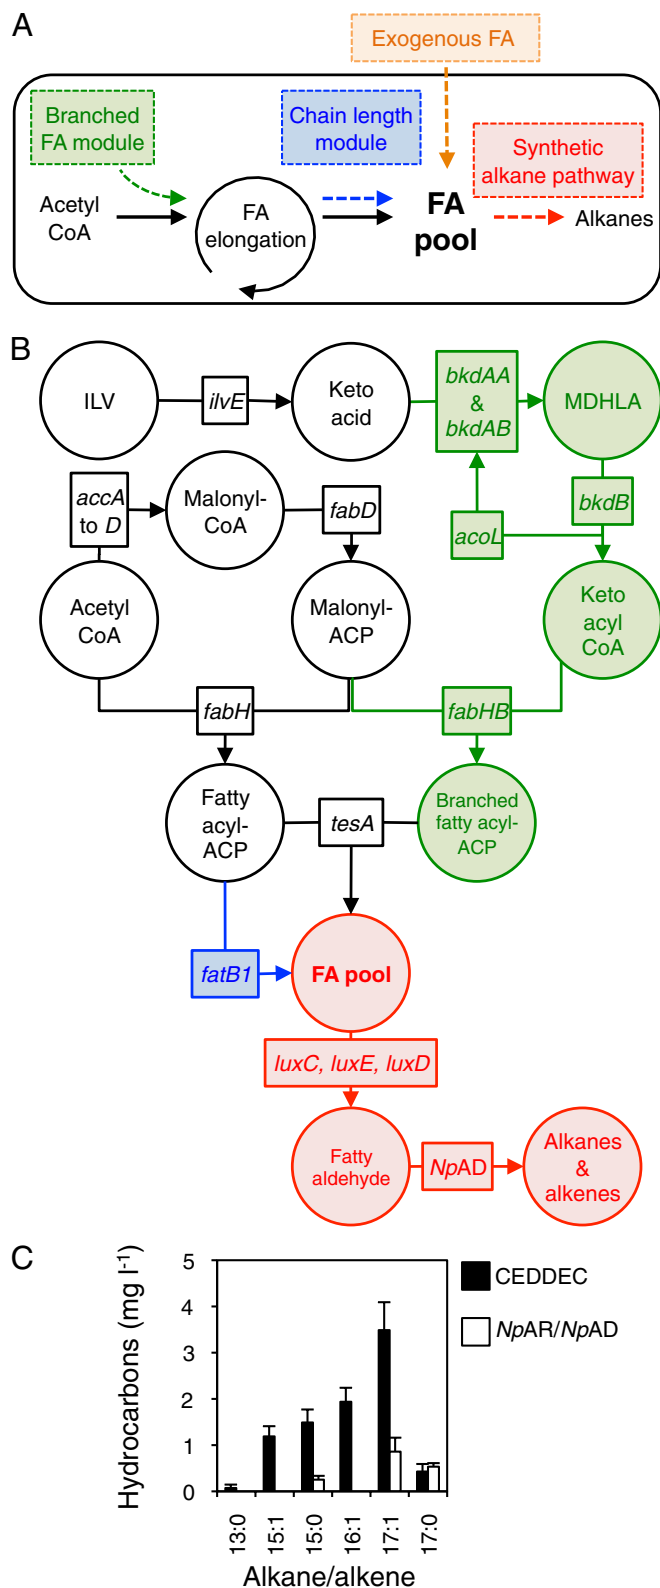 A
Exogenous FA
Branched
FA module
Chain length
module
Synthetic
alkane pathway
Acetyl
CoA
FA
elongation
FA
pool
Alkanes
B
ILV
ilvE
Keto
acid
bkdAA
&
bkdAB
MDHLA
accA
to D
Malonyl-
CoA
fabD
acoL
bkdB
Acetyl
CoA
Malonyl-
ACP
Keto
acyl
CoA
fabH
fabHB
Fatty
acyl-
ACP
tesA
Branched
fatty acyl-
ACP
fatB1
FA pool
luxC, luxE, luxD
Fatty
aldehyde
NpAD
Alkanes
&
alkenes
C
Hydrocarbons (mg l⁻¹)
5
4
3
2
1
0
CEDDEC
NpAR/NpAD
13:0
15:1
15:0
16:1
17:1
17:0
Alkane/alkene